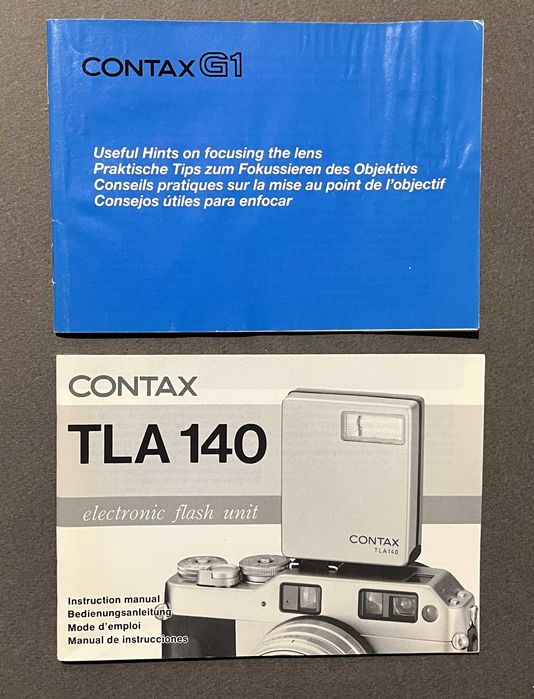 CONTAX G1
Useful Hints on focusing the lens
Praktische Tips zum Fokussieren des Objektivs
Conseils pratiques sur la mise au point de l'objectif
Consejos útiles para enfocar
CONTAX
TLA 140
electronic flash unit
CONTAX
TLA140
Instruction manual
Bedienungsanleitung
Mode d'emploi
Manual de instrucciones